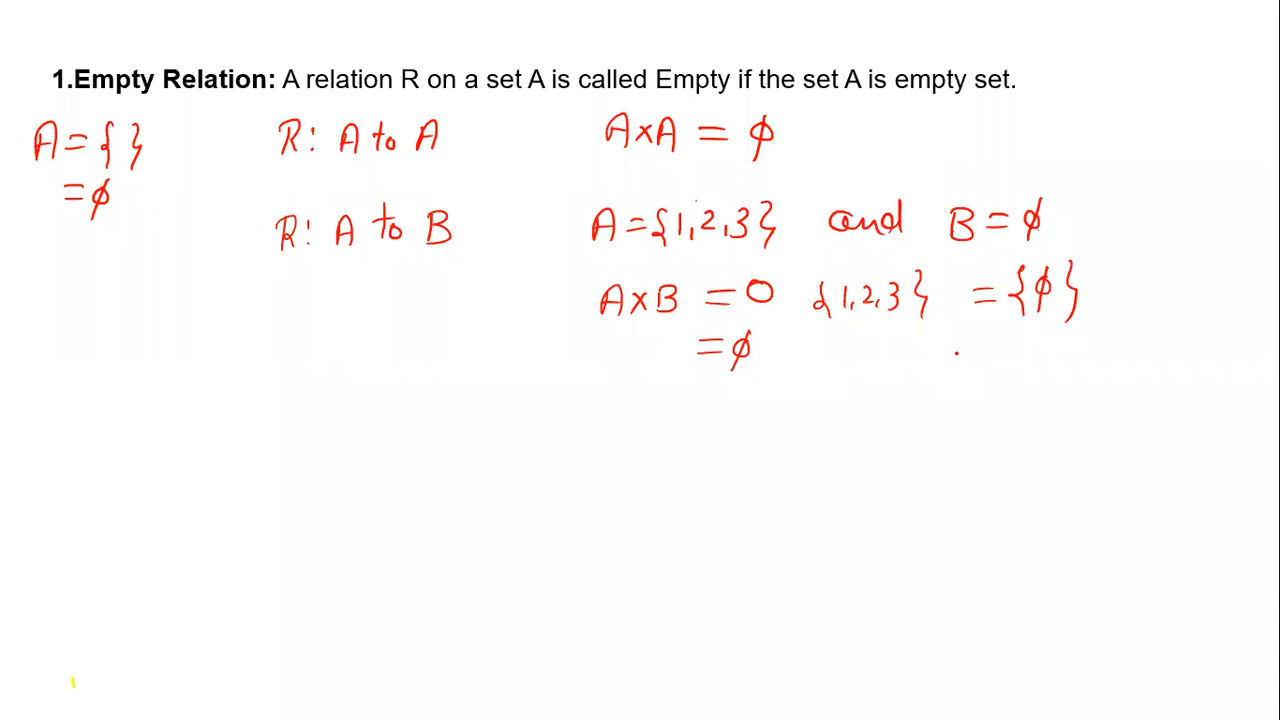 1.Empty Relation: A relation R on a set A is called Empty if the set A is empty set.
A = { } R: A to A A×A = ϕ
= ϕ
R: A to B A = {1,2,3} and B = ϕ
A×B = 0 {1,2,3} = {ϕ}
= ϕ